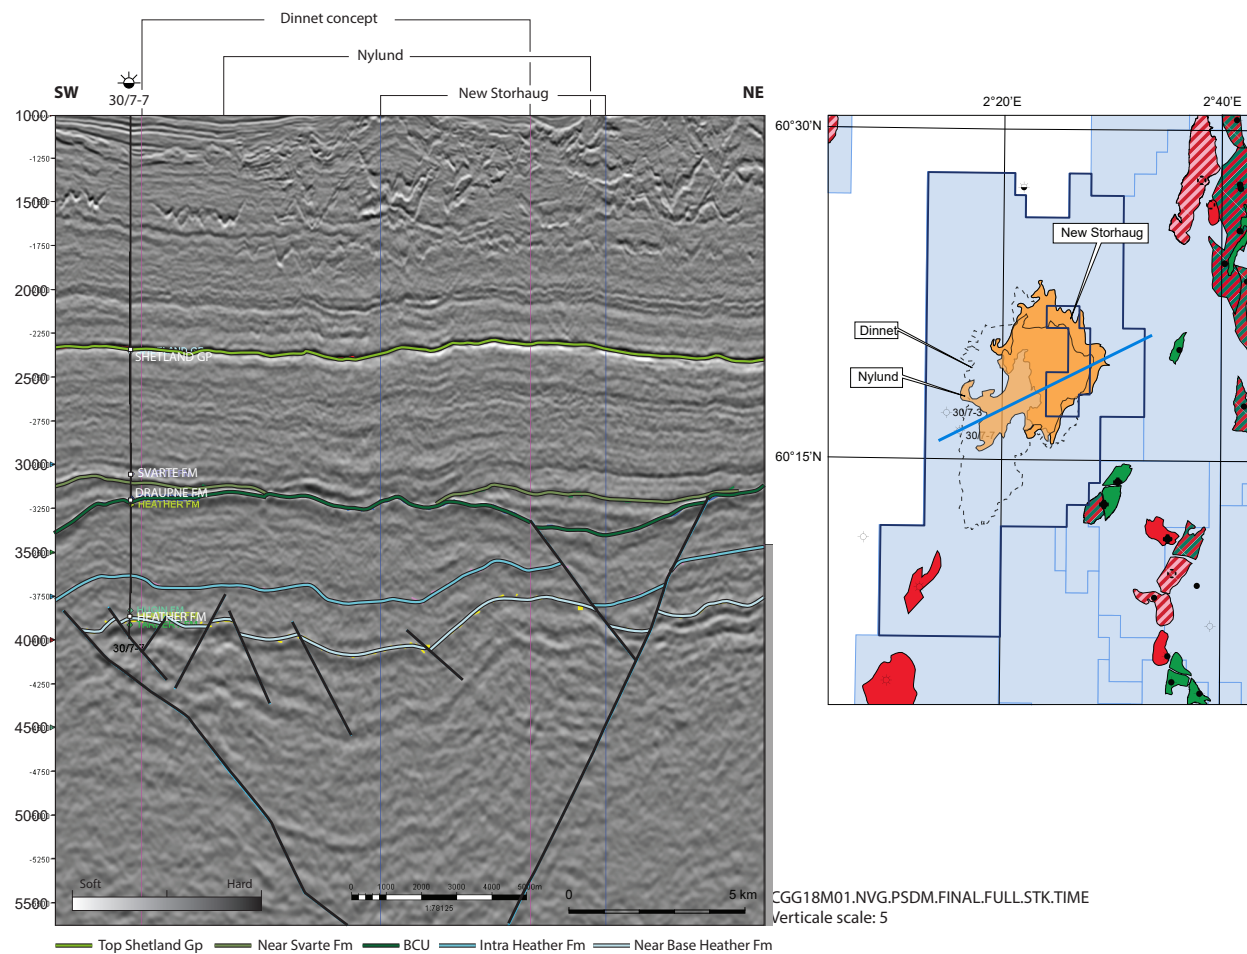 Dinnet concept
Nylund
New Storhaug
SW
30/7-7
NE
1000
-1250
1500
-1750
2000
-2250
2500
-2750
3000
-3250
3500
-3750
4000
-4250
4500
-4750
5000
-5250
5500
SHETLAND GP
SVARTE FM
DRAUPNE FM
HEATHER FM
HEATHER FM
30/7-7
Soft
Hard
0 1000 2000 3000 4000 5000m
1:78125
0
5 km
Top Shetland Gp
Near Svarte Fm
BCU
Intra Heather Fm
Near Base Heather Fm
2°20'E
2°40'E
60°30'N
60°15'N
New Storhaug
Dinnet
Nylund
30/7-3
30/7-7
CGG18M01.NVG.PSDM.FINAL.FULL.STK.TIME
Verticale scale: 5